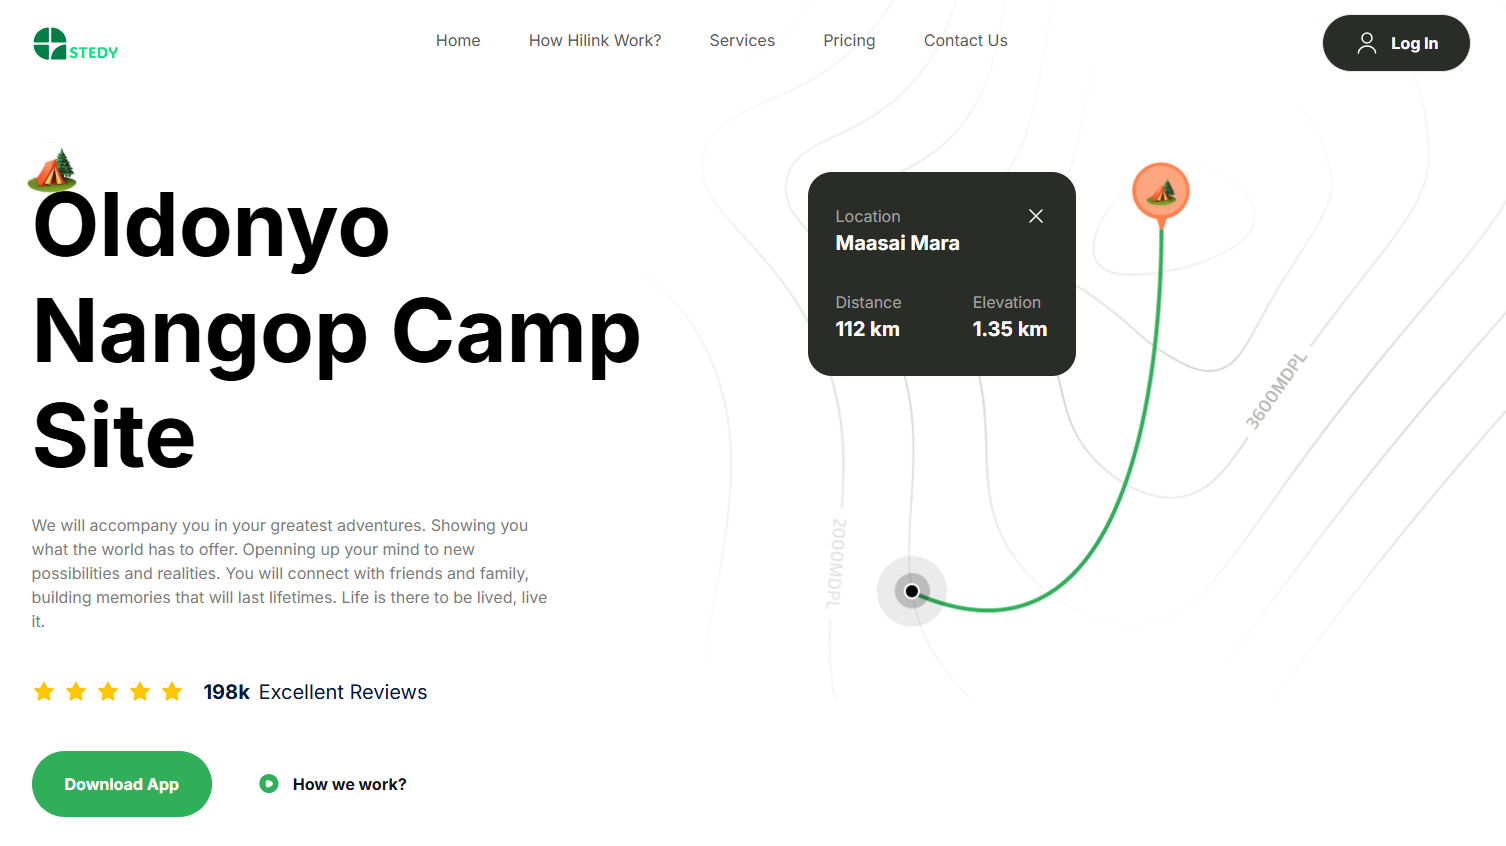 STEDY
Home
How Hilink Work?
Services
Pricing
Contact Us
Log In
Oldonyo
Nangop Camp
Site
We will accompany you in your greatest adventures. Showing you
what the world has to offer. Openning up your mind to new
possibilities and realities. You will connect with friends and family,
building memories that will last lifetimes. Life is there to be lived, live
it.
198k Excellent Reviews
Download App
How we work?
Location
Maasai Mara
Distance
Elevation
112 km
1.35 km
3600MDPL
2000MDPL